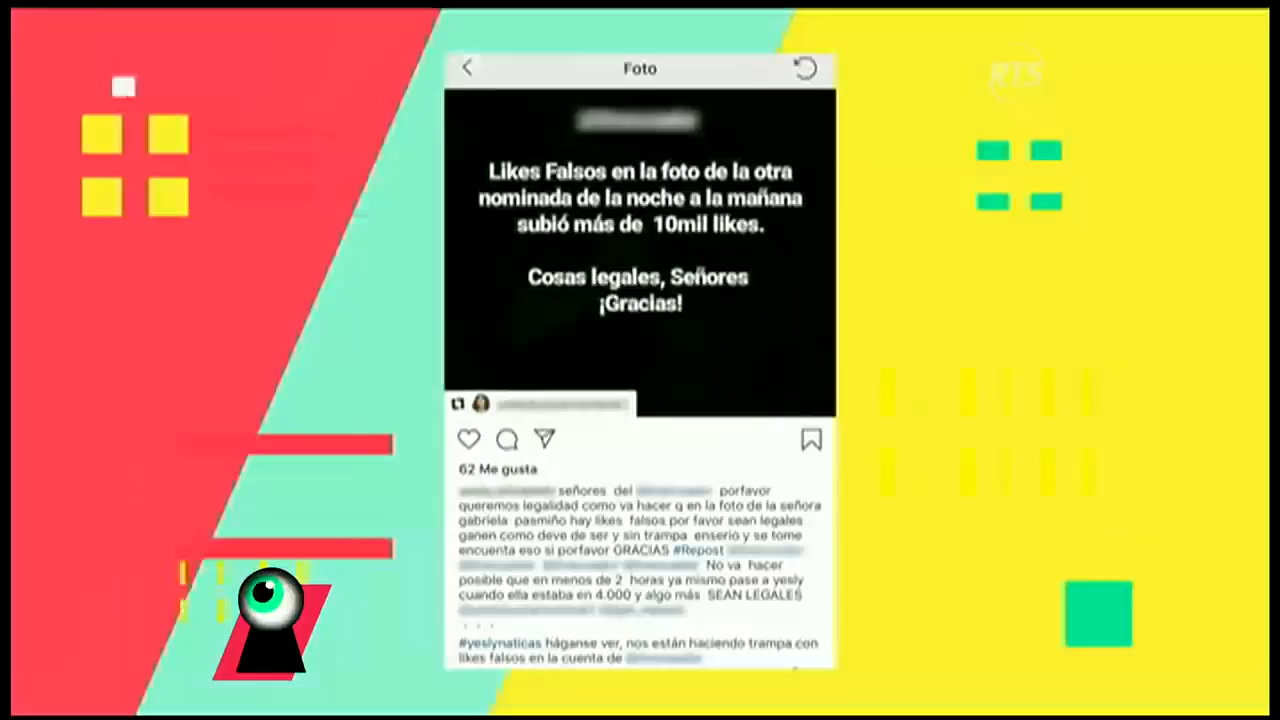 Foto
RTS
Likes Falsos en la foto de la otra
nominada de la noche a la mañana
subió más de 10mil likes.
Cosas legales, Señores
¡Gracias!
62 Me gusta
señores del porfavor
queremos legalidad como va hacer q en la foto de la señora
gabriela pasmiño hay likes falsos por favor sean legales
ganen como deve de ser y sin trampa enserio y se tome
encuenta eso si porfavor GRACIAS #Repost
No va hacer
posible que en menos de 2 horas ya mismo pase a yesly
cuando ella estaba en 4.000 y algo más SEAN LEGALES
. . .
#yeslynaticas háganse ver, nos están haciendo trampa con
likes falsos en la cuenta de